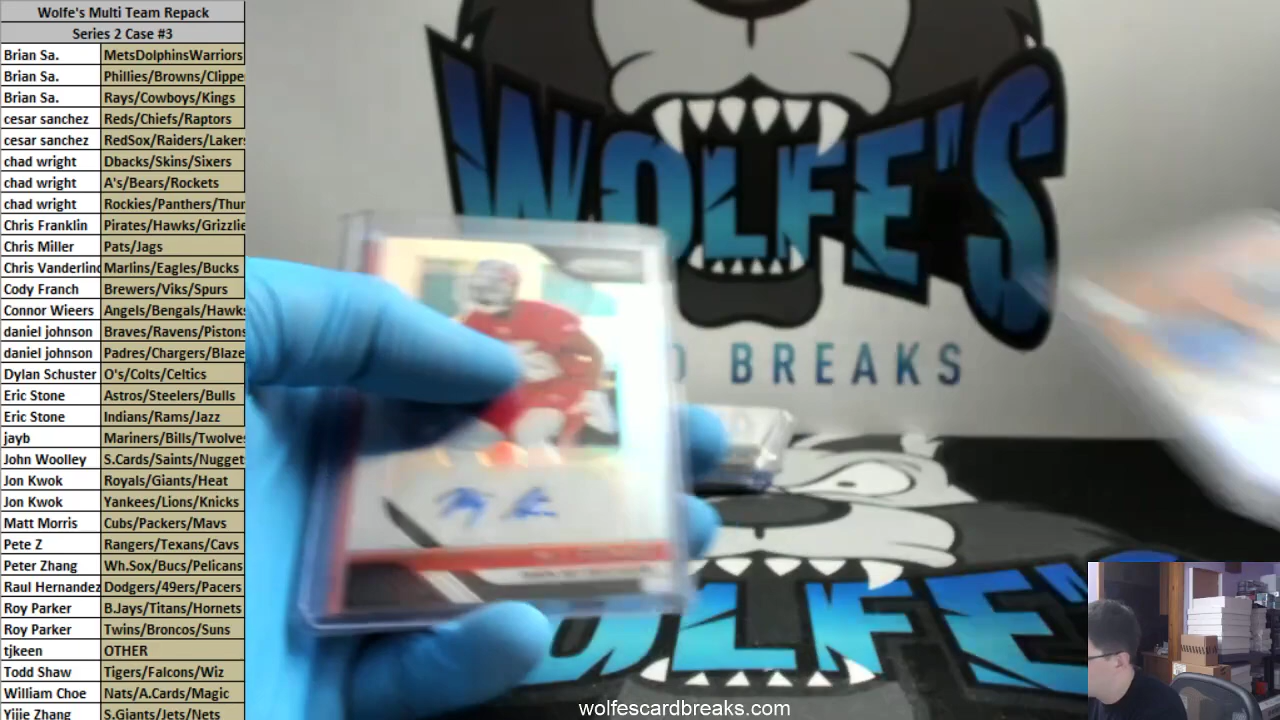 Wolfe's Multi Team Repack
Series 2 Case #3
Brian Sa. MetsDolphinsWarriors
Brian Sa. Phillies/Browns/Clippe
Brian Sa. Rays/Cowboys/Kings
cesar sanchez Reds/Chiefs/Raptors
cesar sanchez RedSox/Raiders/Lakers
chad wright Dbacks/Skins/Sixers
chad wright A's/Bears/Rockets
chad wright Rockies/Panthers/Thun
Chris Franklin Pirates/Hawks/Grizzlie
Chris Miller Pats/Jags
Chris Vanderlind Marlins/Eagles/Bucks
Cody Franch Brewers/Viks/Spurs
Connor Wieers Angels/Bengals/Hawks
daniel johnson Braves/Ravens/Pistons
daniel johnson Padres/Chargers/Blaze
Dylan Schuster O's/Colts/Celtics
Eric Stone Astros/Steelers/Bulls
Eric Stone Indians/Rams/Jazz
jayb Mariners/Bills/Twolves
John Woolley S.Cards/Saints/Nugget
Jon Kwok Royals/Giants/Heat
Jon Kwok Yankees/Lions/Knicks
Matt Morris Cubs/Packers/Mavs
Pete Z Rangers/Texans/Cavs
Peter Zhang Wh.Sox/Bucs/Pelicans
Raul Hernandez Dodgers/49ers/Pacers
Roy Parker B.Jays/Titans/Hornets
Roy Parker Twins/Broncos/Suns
tjkeen OTHER
Todd Shaw Tigers/Falcons/Wiz
William Choe Nats/A.Cards/Magic
Yijie Zhang S.Giants/Jets/Nets
WOLFE'S
BREAKS
OLFE'
wolfescardbreaks.com